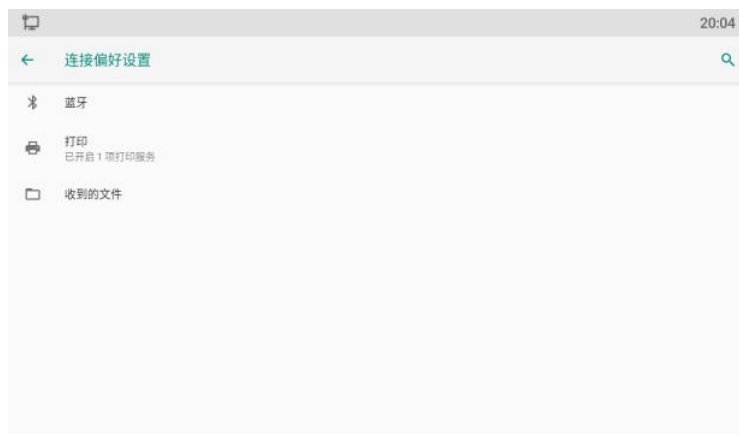 20:04
连接偏好设置
蓝牙
打印
已开启 1 项打印服务
收到的文件